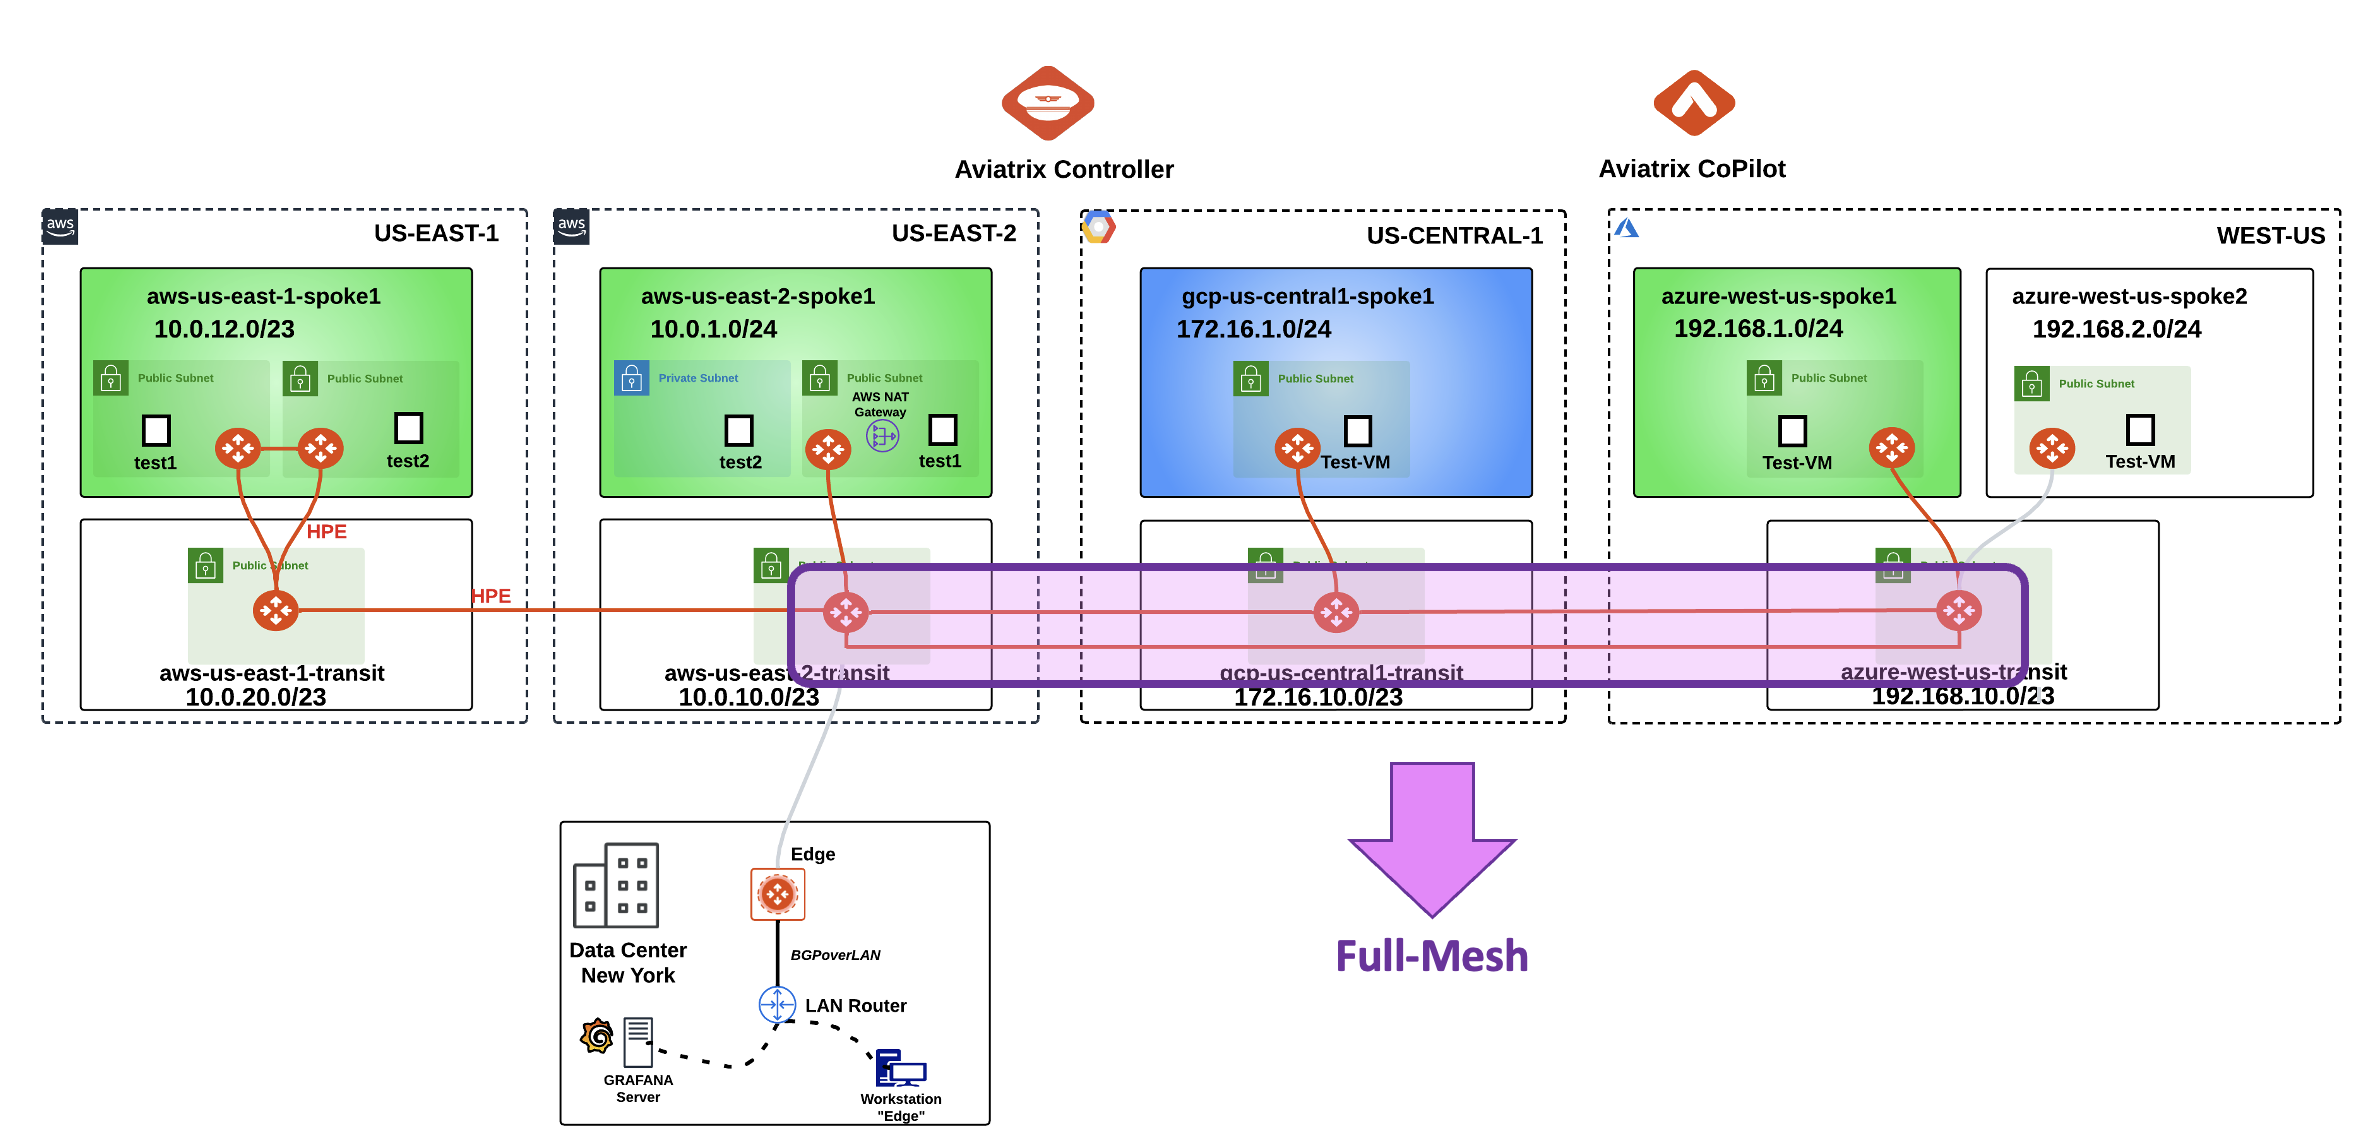 Aviatrix Controller
Aviatrix CoPilot
aws
US-EAST-1
aws-us-east-1-spoke1
10.0.12.0/23
Public Subnet
Public Subnet
test1
test2
HPE
Public Subnet
HPE
aws-us-east-1-transit
10.0.20.0/23
aws
US-EAST-2
aws-us-east-2-spoke1
10.0.1.0/24
Private Subnet
Public Subnet
AWS NAT
Gateway
test2
test1
Public Subnet
aws-us-east-2-transit
10.0.10.0/23
US-CENTRAL-1
gcp-us-central1-spoke1
172.16.1.0/24
Public Subnet
Test-VM
Public Subnet
gcp-us-central1-transit
172.16.10.0/23
WEST-US
azure-west-us-spoke1
192.168.1.0/24
Public Subnet
Test-VM
azure-west-us-spoke2
192.168.2.0/24
Public Subnet
Test-VM
Public Subnet
azure-west-us-transit
192.168.10.0/23
Edge
Data Center
New York
BGPoverLAN
LAN Router
GRAFANA
Server
Workstation
"Edge"
Full-Mesh